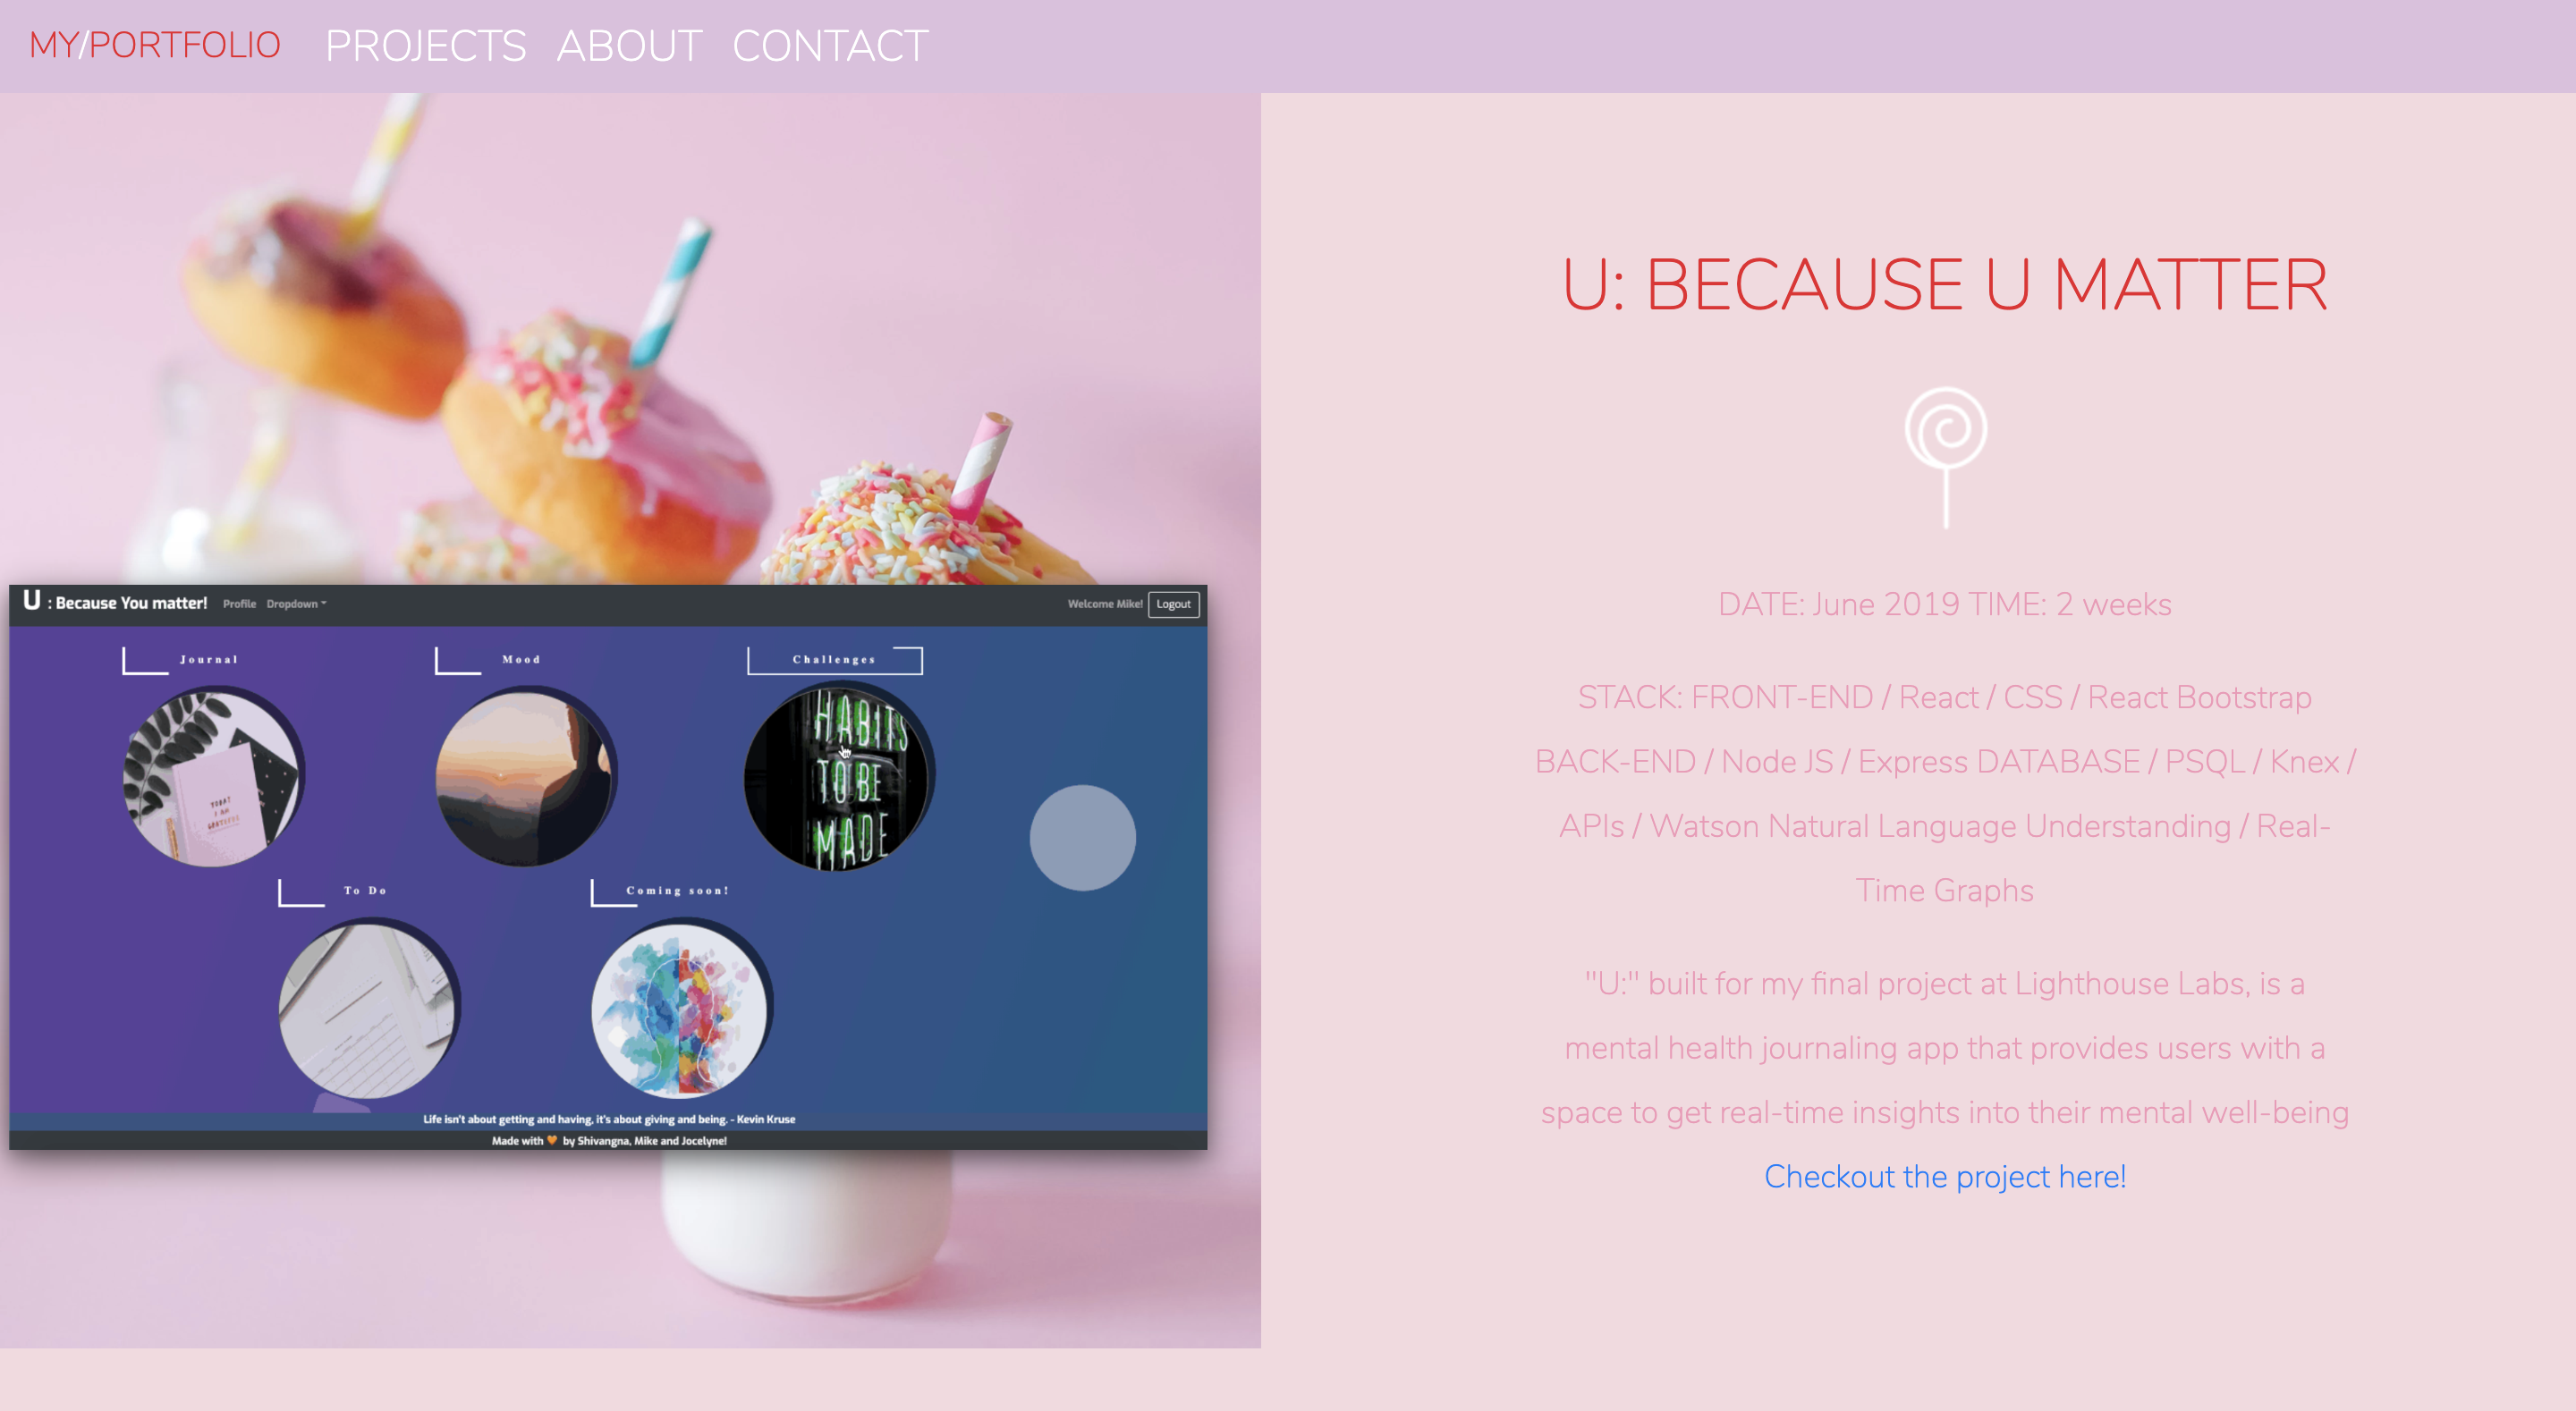 MY/PORTFOLIO PROJECTS ABOUT CONTACT
U: BECAUSE U MATTER
DATE: June 2019 TIME: 2 weeks
STACK: FRONT-END / React / CSS / React Bootstrap
BACK-END / Node JS / Express DATABASE / PSQL / Knex /
APIs / Watson Natural Language Understanding / Real-
Time Graphs
"U:" built for my final project at Lighthouse Labs, is a
mental health journaling app that provides users with a
space to get real-time insights into their mental well-being
Checkout the project here!
U : Because You matter! Profile Dropdown Welcome Mike! Logout
Journal Mood Challenges
TODAY
I AM
GRATEFUL
HABITS
TO BE
MADE
To Do Coming soon!
Life isn't about getting and having, it's about giving and being. - Kevin Kruse
Made with 🧡 by Shivangna, Mike and Jocelyne!